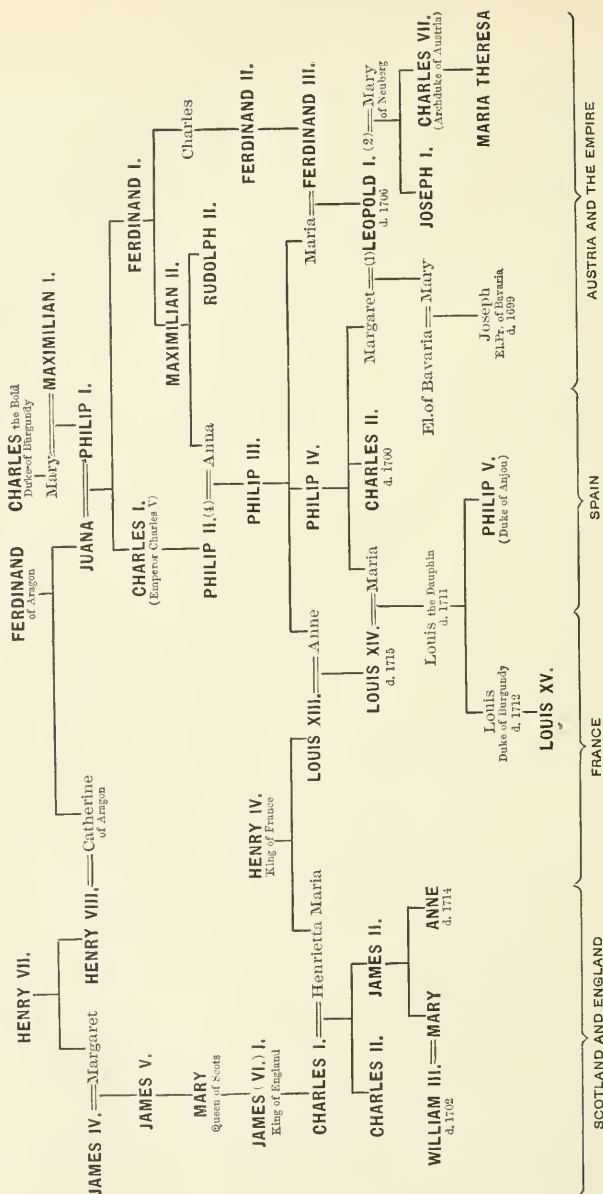 HENRY VII.
FERDINAND
of Aragon
CHARLES the Bold
Duke of Burgundy
Mary══MAXIMILIAN I.
JAMES IV.══Margaret
HENRY VIII.══Catherine
of Aragon
JUANA══PHILIP I.
JAMES V.
CHARLES I.
(Emperor Charles V)
FERDINAND I.
MARY
Queen of Scots
PHILIP II.(4)══Anna
MAXIMILIAN II.
RUDOLPH II.
Charles
JAMES (VI.) I.
King of England
HENRY IV.
King of France
PHILIP III.
FERDINAND II.
CHARLES I.══Henrietta Maria
LOUIS XIII.══Anne
PHILIP IV.
Maria══FERDINAND III.
CHARLES II.
JAMES II.
LOUIS XIV.══Maria
d. 1715
CHARLES II.
d. 1700
Margaret══(1)LEOPOLD I.(2)══Mary
d. 1706
of Neuberg
WILLIAM III.══MARY
d. 1702
ANNE
d. 1714
Louis the Dauphin
d. 1711
El. of Bavaria══Mary
JOSEPH I.
CHARLES VII.
(Archduke of Austria)
Louis
Duke of Burgundy
d. 1712
PHILIP V.
(Duke of Anjou)
Joseph
El.Pr. of Bavaria
d. 1699
MARIA THERESA
LOUIS XV.
SCOTLAND AND ENGLAND
FRANCE
SPAIN
AUSTRIA AND THE EMPIRE